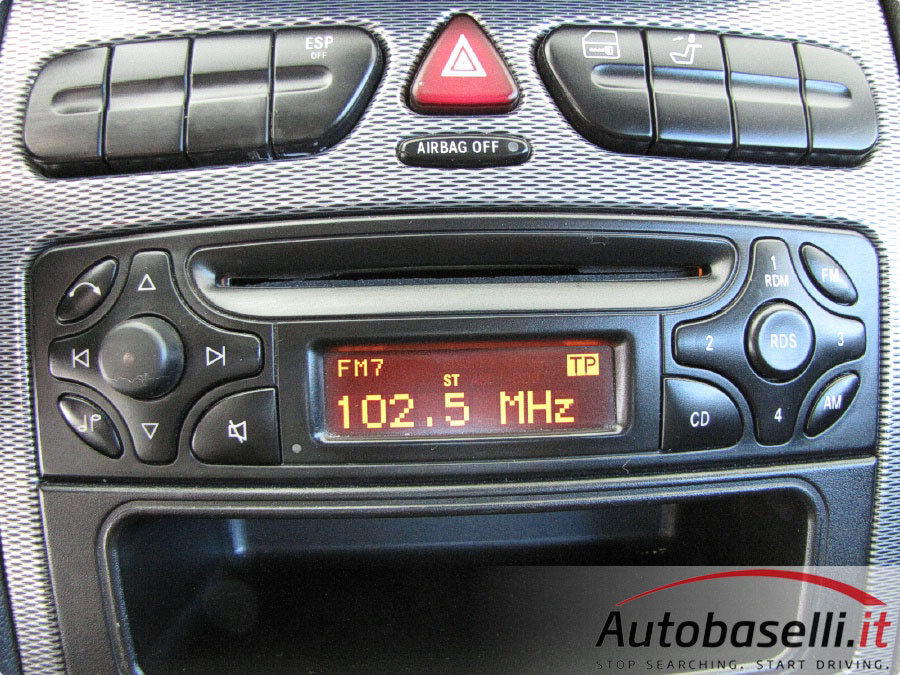 ESP
OFF
AIRBAG OFF
1
RDM
FM
2
RDS
3
FM7
TP
ST
102.5 MHz
CD
4
AM
Autobaselli.it
STOP SEARCHING. START DRIVING.